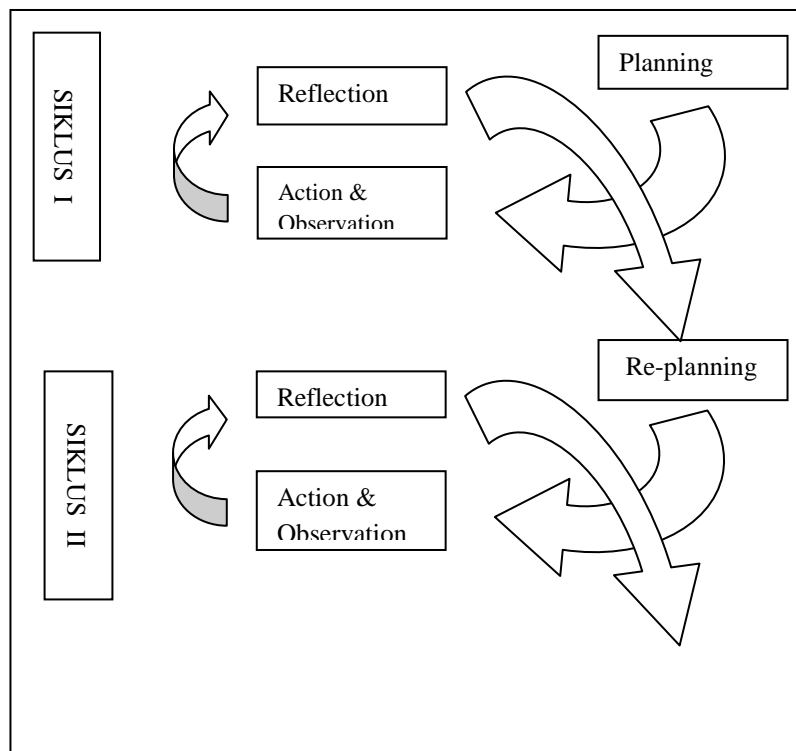 SIKLUS I
Reflection
Planning
Action &
Observation
Re-planning
SIKLUS II
Reflection
Action &
Observation